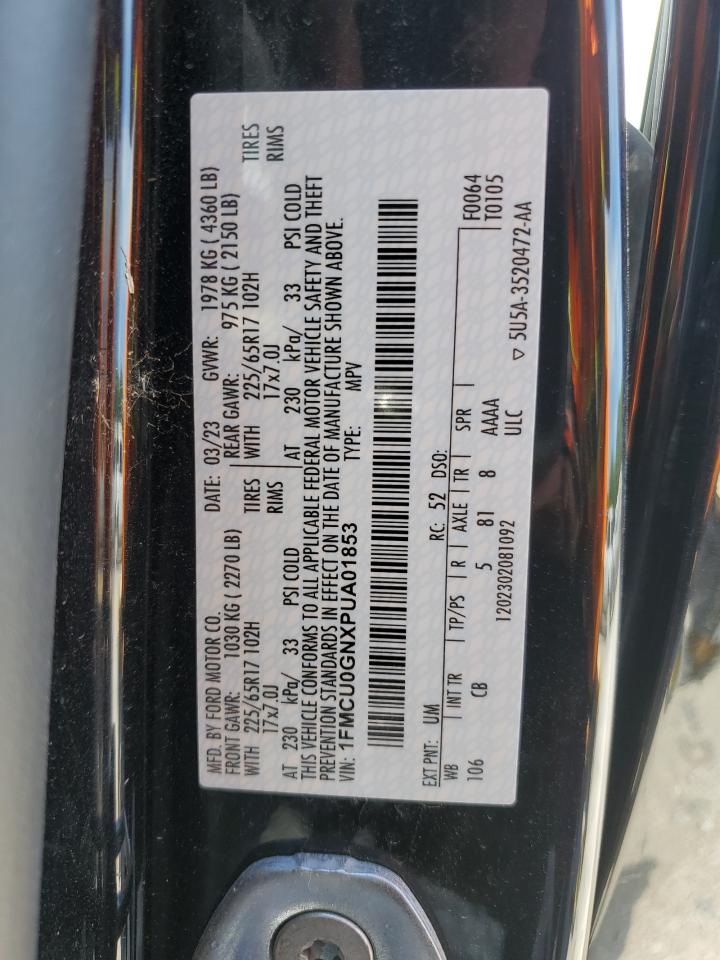 MFD. BY FORD MOTOR CO.
DATE: 03/23 GVWR: 1978 KG ( 4360 LB)
FRONT GAWR: 1030 KG ( 2270 LB) REAR GAWR: 975 KG ( 2150 LB)
WITH 225/65R17 102H TIRES WITH 225/65R17 102H TIRES
17x7.0J RIMS 17x7.0J RIMS
AT 230 kPa/ 33 PSI COLD AT 230 kPa/ 33 PSI COLD
THIS VEHICLE CONFORMS TO ALL APPLICABLE FEDERAL MOTOR VEHICLE SAFETY AND THEFT
PREVENTION STANDARDS IN EFFECT ON THE DATE OF MANUFACTURE SHOWN ABOVE.
VIN: 1FMCU0GNXPUA01853 TYPE: MPV
EXT PNT: UM RC: 52 DSO: F0064
WB INT TR TP/PS R AXLE TR SPR T0105
106 CB 5 81 8 AAAA
1202302081092 ULC ▽ 5U5A-3520472-AA